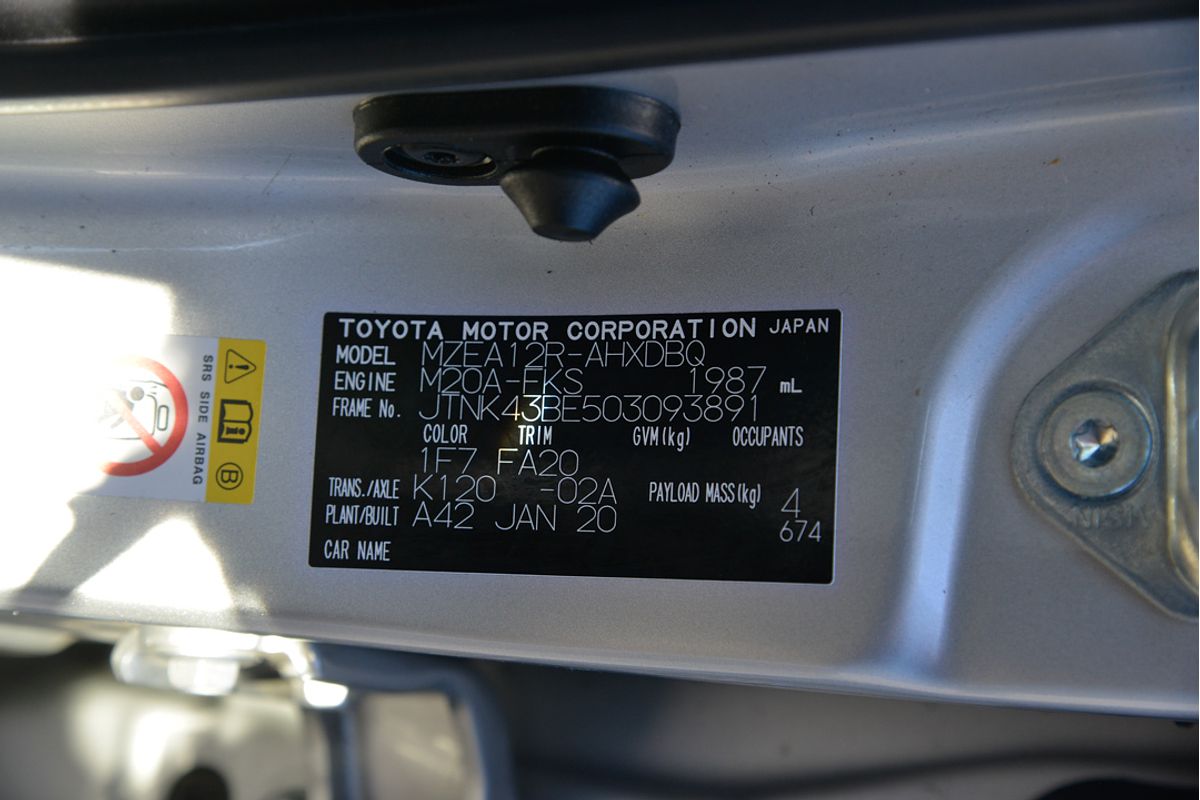 TOYOTA MOTOR CORPORATION JAPAN
MODEL MZEA12R-AHXDBQ
ENGINE M20A-FKS 1987 mL
FRAME No. JTNK43BE503093891
COLOR TRIM GVM(kg) OCCUPANTS
1F7 FA20
TRANS./AXLE K120 -02A PAYLOAD MASS(kg) 4
PLANT/BUILT A42 JAN 20 674
CAR NAME
SRS SIDE AIRBAG
B